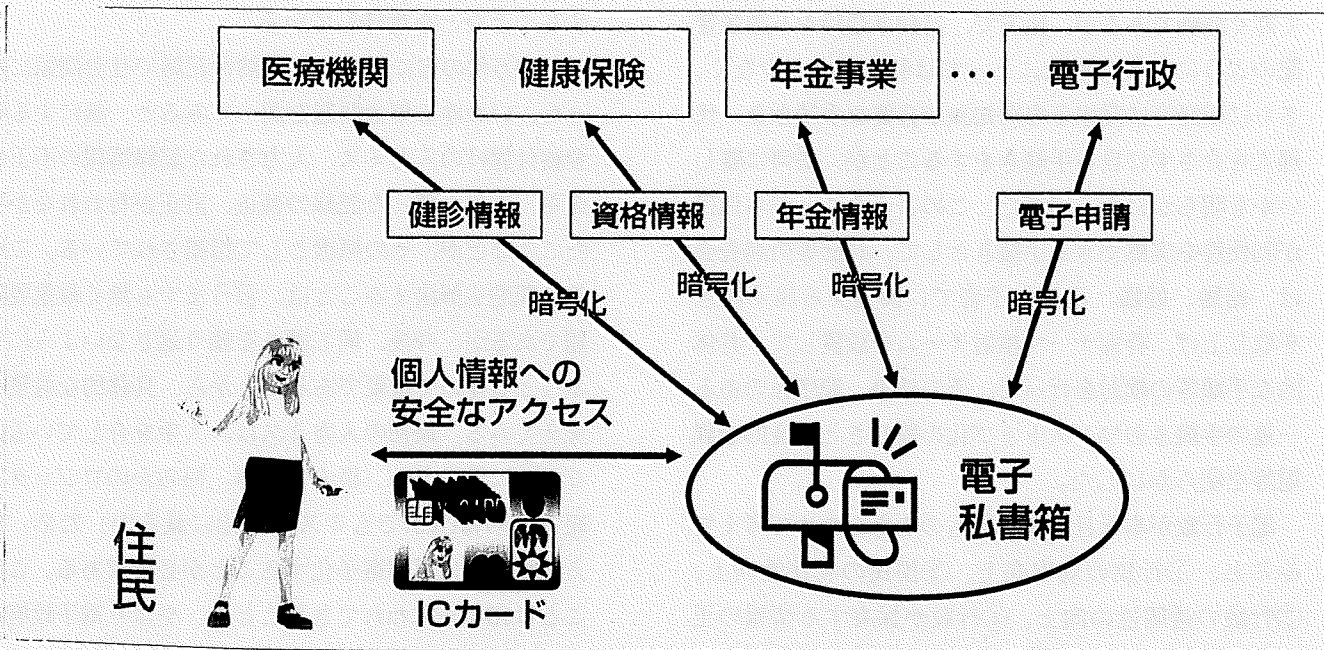 医療機関
健康保険
年金事業
・・・
電子行政
健診情報
資格情報
年金情報
電子申請
暗号化
暗号化
暗号化
暗号化
個人情報への
安全なアクセス
電子
私書箱
住民
ICカード